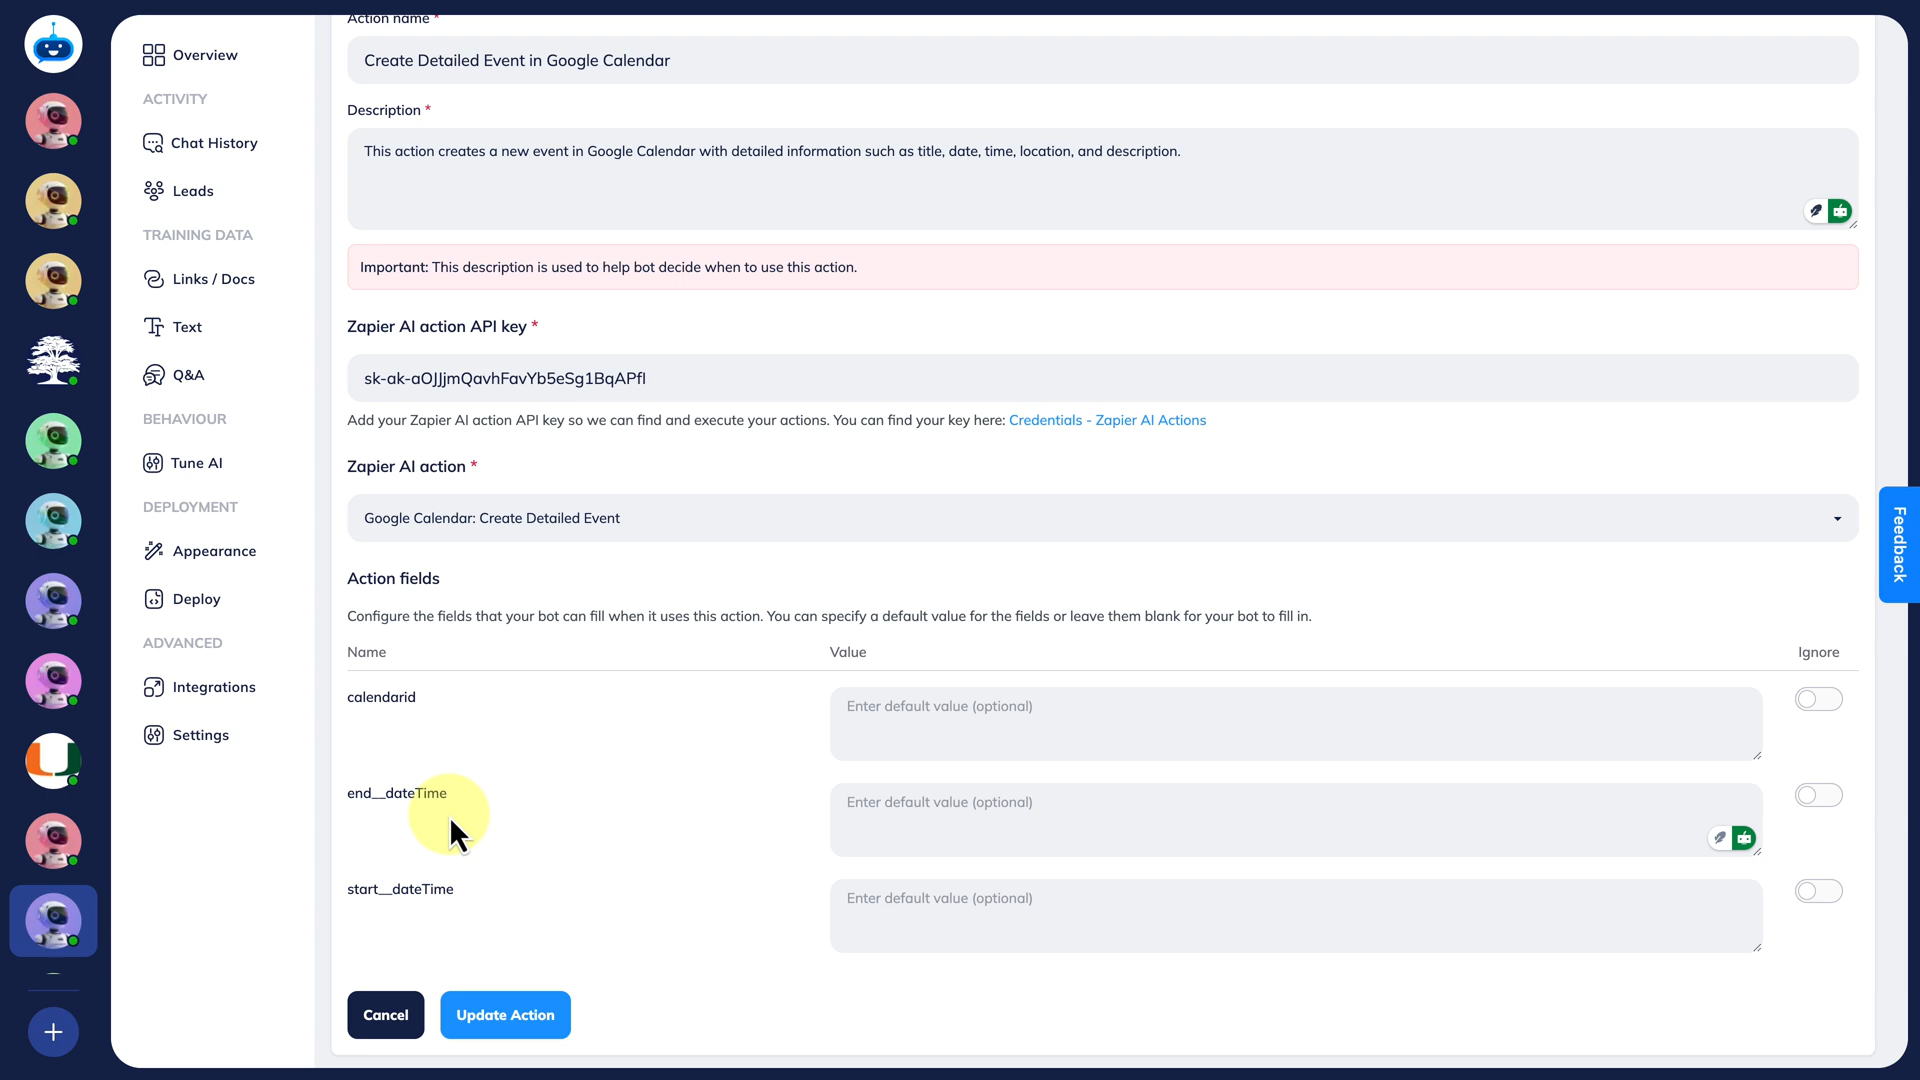 Overview
ACTIVITY
Chat History
Leads
TRAINING DATA
Links / Docs
Text
Q&A
BEHAVIOUR
Tune AI
DEPLOYMENT
Appearance
Deploy
ADVANCED
Integrations
Settings
Action name *
Create Detailed Event in Google Calendar
Description *
This action creates a new event in Google Calendar with detailed information such as title, date, time, location, and description.
Important: This description is used to help bot decide when to use this action.
Zapier AI action API key *
sk-ak-aOJJjmQavhFavYb5eSg1BqAPfI
Add your Zapier AI action API key so we can find and execute your actions. You can find your key here: Credentials - Zapier AI Actions
Zapier AI action *
Google Calendar: Create Detailed Event
Action fields
Configure the fields that your bot can fill when it uses this action. You can specify a default value for the fields or leave them blank for your bot to fill in.
Name Value Ignore
calendarid Enter default value (optional)
end__dateTime Enter default value (optional)
start__dateTime Enter default value (optional)
Cancel Update Action
Feedback